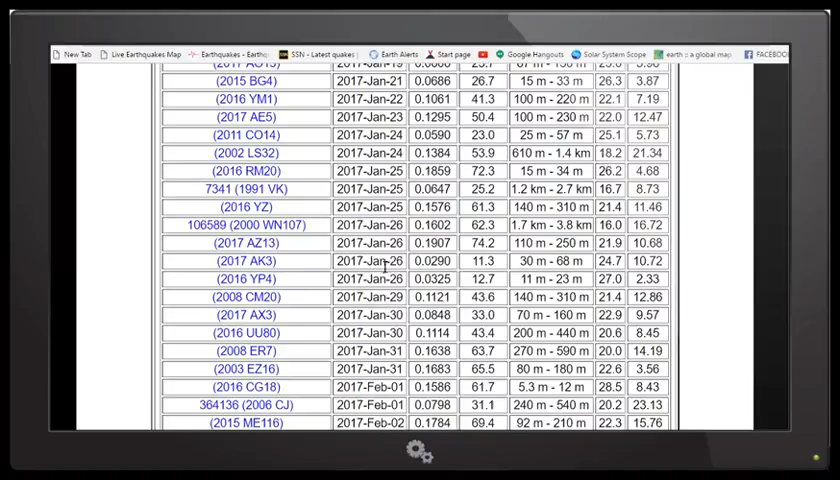 New Tab Live Earthquakes Map Earthquakes - Earthq SSN - Latest quakes Earth Alerts Start page Google Hangouts Solar System Scope earth :: a global map FACEBOO
(2015 BG4) 2017-Jan-21 0.0686 26.7 15 m - 33 m 26.3 3.87
(2016 YM1) 2017-Jan-22 0.1061 41.3 100 m - 220 m 22.1 7.19
(2017 AE5) 2017-Jan-23 0.1295 50.4 100 m - 230 m 22.0 12.47
(2011 CO14) 2017-Jan-24 0.0590 23.0 25 m - 57 m 25.1 5.73
(2002 LS32) 2017-Jan-24 0.1384 53.9 610 m - 1.4 km 18.2 21.34
(2016 RM20) 2017-Jan-25 0.1859 72.3 15 m - 34 m 26.2 4.68
7341 (1991 VK) 2017-Jan-25 0.0647 25.2 1.2 km - 2.7 km 16.7 8.73
(2016 YZ) 2017-Jan-25 0.1576 61.3 140 m - 310 m 21.4 11.46
106589 (2000 WN107) 2017-Jan-26 0.1602 62.3 1.7 km - 3.8 km 16.0 16.72
(2017 AZ13) 2017-Jan-26 0.1907 74.2 110 m - 250 m 21.9 10.68
(2017 AK3) 2017-Jan-26 0.0290 11.3 30 m - 68 m 24.7 10.72
(2016 YP4) 2017-Jan-26 0.0325 12.7 11 m - 23 m 27.0 2.33
(2008 CM20) 2017-Jan-29 0.1121 43.6 140 m - 310 m 21.4 12.86
(2017 AX3) 2017-Jan-30 0.0848 33.0 70 m - 160 m 22.9 9.57
(2016 UU80) 2017-Jan-30 0.1114 43.4 200 m - 440 m 20.6 8.45
(2008 ER7) 2017-Jan-31 0.1638 63.7 270 m - 590 m 20.0 14.19
(2003 EZ16) 2017-Jan-31 0.1683 65.5 80 m - 180 m 22.6 3.56
(2016 CG18) 2017-Feb-01 0.1586 61.7 5.3 m - 12 m 28.5 8.43
364136 (2006 CJ) 2017-Feb-01 0.0798 31.1 240 m - 540 m 20.2 23.13
(2015 ME116) 2017-Feb-02 0.1784 69.4 92 m - 210 m 22.3 15.76